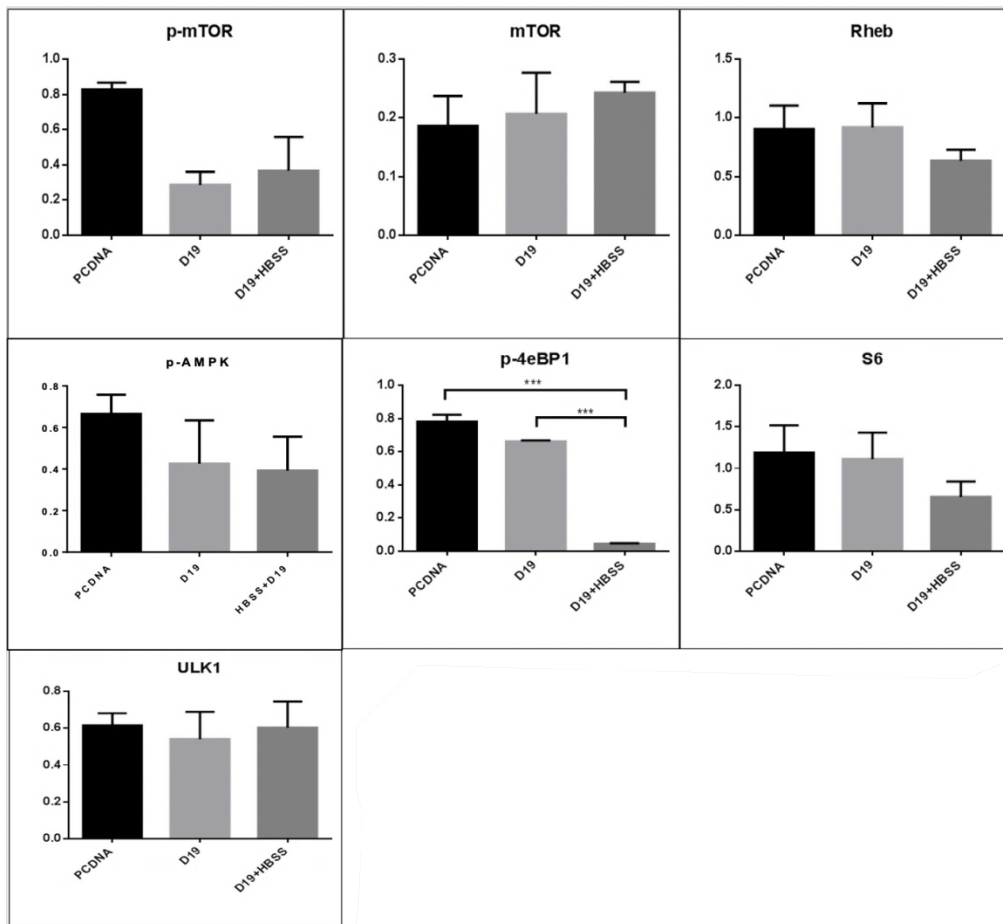 p-mTOR
1.0
0.8
0.6
0.4
0.2
0.0
PCDNA
D19
D19+HBSS
mTOR
0.3
0.2
0.1
0.0
PCDNA
D19
D19+HBSS
Rheb
1.5
1.0
0.5
0.0
PCDNA
D19
D19+HBSS
p-AMPK
0.8
0.6
0.4
0.2
0.0
PCDNA
D19
HBSS+D19
p-4eBP1
1.0
0.8
0.6
0.4
0.2
0.0
***
***
PCDNA
D19
D19+HBSS
S6
2.0
1.5
1.0
0.5
0.0
PCDNA
D19
D19+HBSS
ULK1
0.8
0.6
0.4
0.2
0.0
PCDNA
D19
D19+HBSS